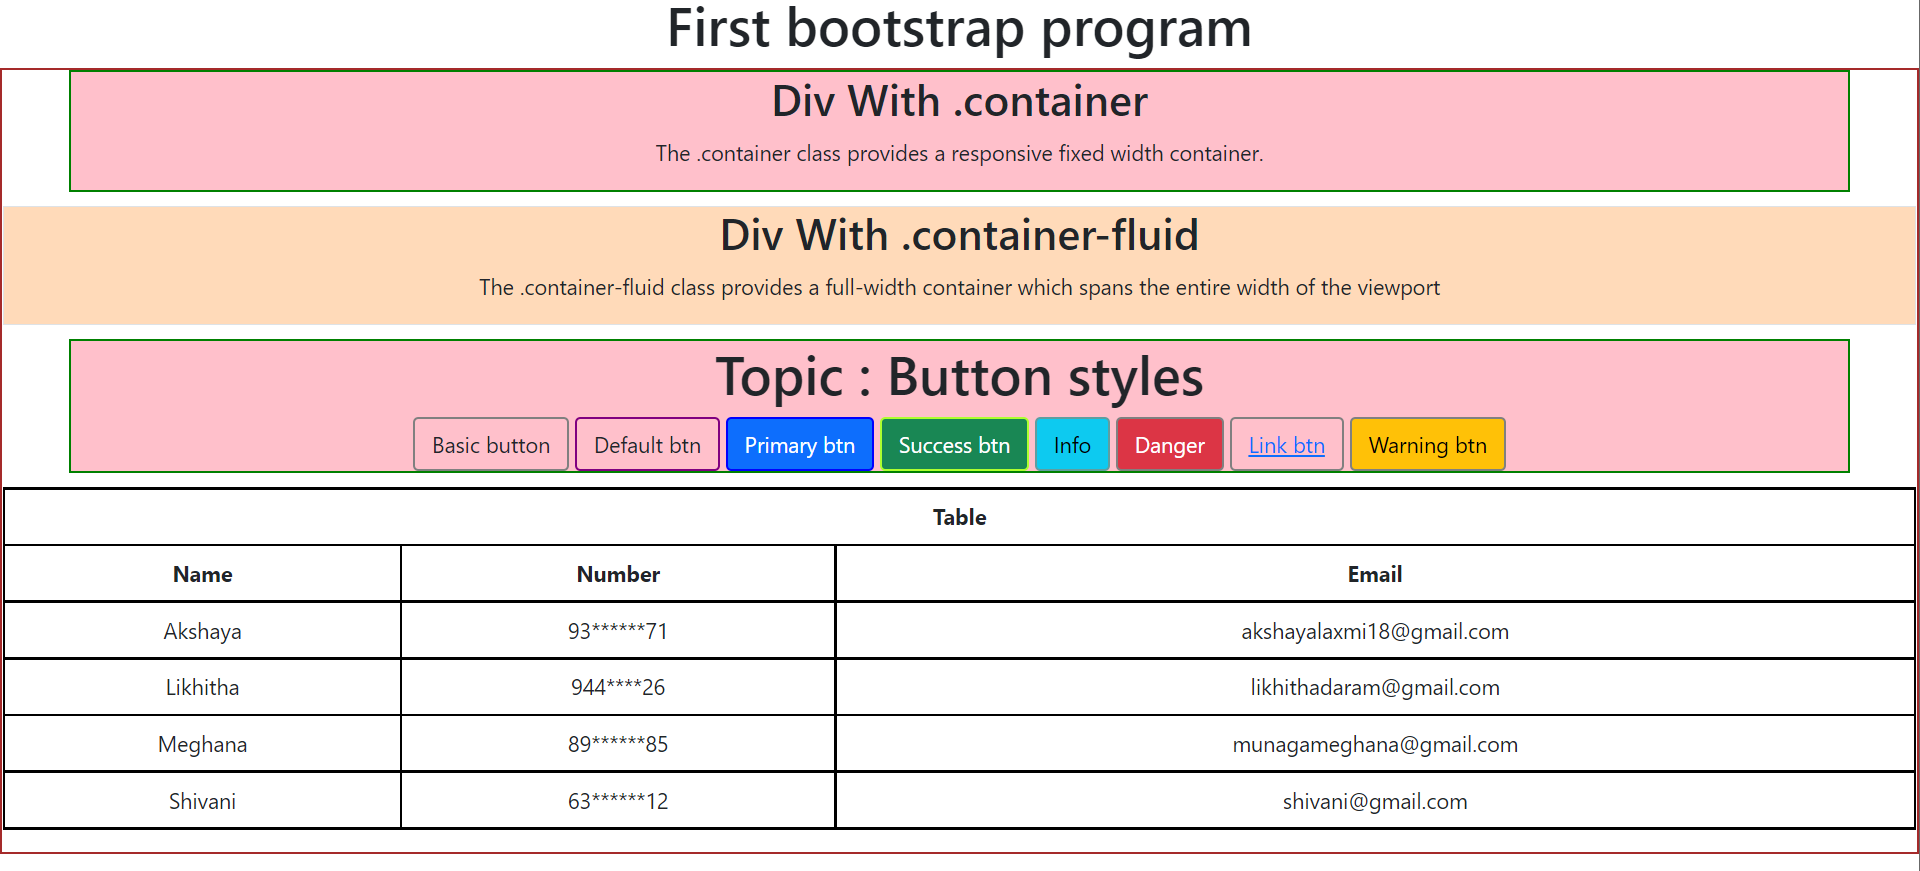 First bootstrap program
Div With .container
The .container class provides a responsive fixed width container.
Div With .container-fluid
The .container-fluid class provides a full-width container which spans the entire width of the viewport
Topic : Button styles
Basic button Default btn Primary btn Success btn Info Danger Link btn Warning btn
Table
Name Number Email
Akshaya 93******71 akshayalaxmi18@gmail.com
Likhitha 944****26 likhithadaram@gmail.com
Meghana 89******85 munagameghana@gmail.com
Shivani 63******12 shivani@gmail.com